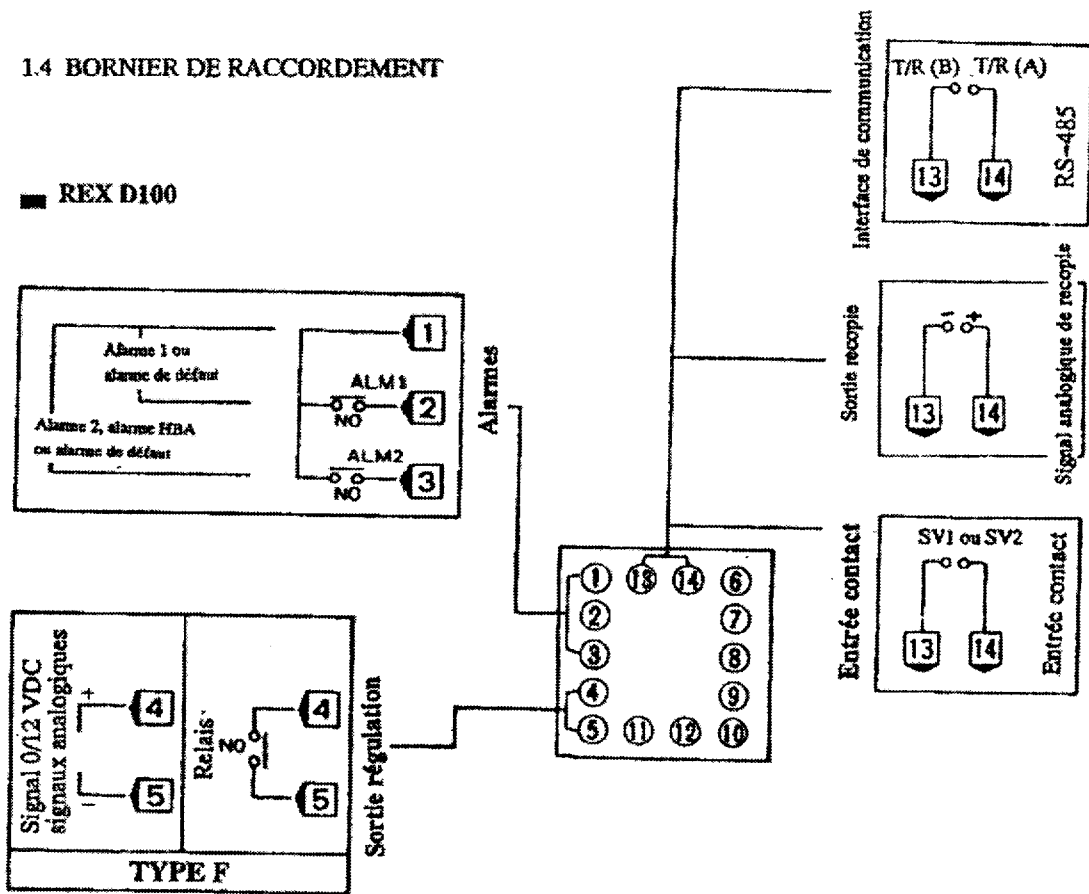 1.4 BORNIER DE RACCORDEMENT
REX D100
Alarme 1 ou
alarme de défaut
Alarme 2, alarme HBA
ou alarme de défaut
1
ALM1
NO
2
ALM2
NO
3
Alarmes
Signal 0/12 VDC
signaux analogiques
+
4
-
5
Relais
NO
4
5
TYPE F
Sortie régulation
1 13 14 6
2 7
3 8
4 9
5 11 12 10
Interface de communication
T/R (B) T/R (A)
13 14
RS-485
Sortie recopie
- +
13 14
Signal analogique de recopie
Entrée contact
SV1 ou SV2
13 14
Entrée contact